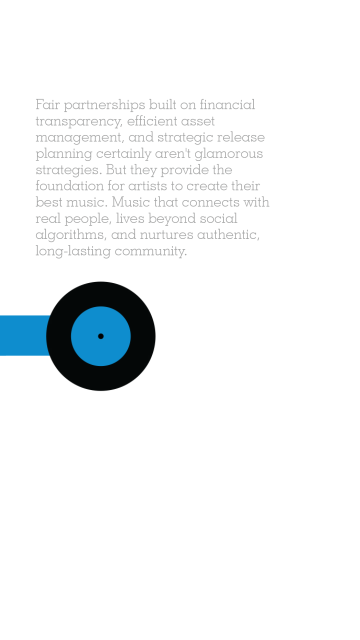 Fair partnerships built on financial
transparency, efficient asset
management, and strategic release
planning certainly aren't glamorous
strategies. But they provide the
foundation for artists to create their
best music. Music that connects with
real people, lives beyond social
algorithms, and nurtures authentic,
long-lasting community.